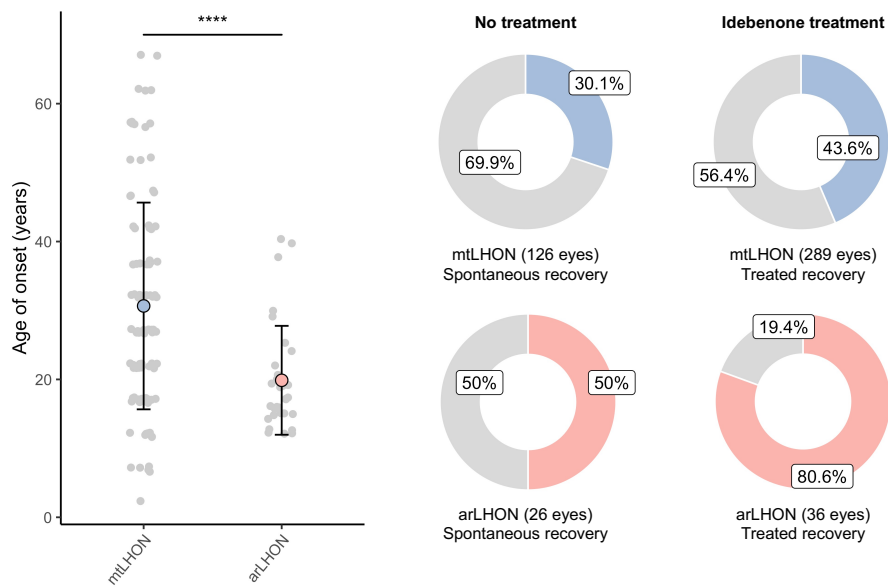 ****
Age of onset (years)
60
40
20
0
mtLHON
arLHON
No treatment
Idebenone treatment
30.1%
69.9%
mtLHON (126 eyes)
Spontaneous recovery
43.6%
56.4%
mtLHON (289 eyes)
Treated recovery
50%
50%
arLHON (26 eyes)
Spontaneous recovery
19.4%
80.6%
arLHON (36 eyes)
Treated recovery